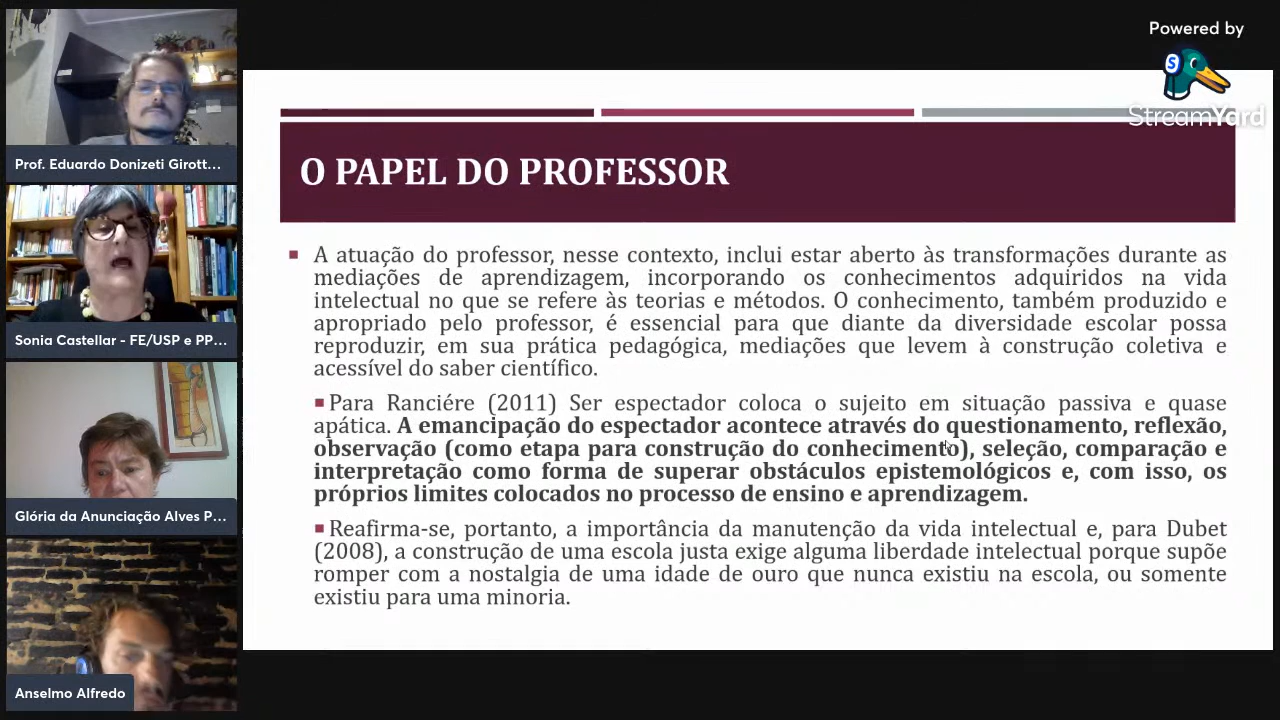 Powered by
StreamYard
Prof. Eduardo Donizeti Girott...
Sonia Castellar - FE/USP e PP...
Glória da Anunciação Alves P...
Anselmo Alfredo
O PAPEL DO PROFESSOR
A atuação do professor, nesse contexto, inclui estar aberto às transformações durante as
mediações de aprendizagem, incorporando os conhecimentos adquiridos na vida
intelectual no que se refere às teorias e métodos. O conhecimento, também produzido e
apropriado pelo professor, é essencial para que diante da diversidade escolar possa
reproduzir, em sua prática pedagógica, mediações que levem à construção coletiva e
acessível do saber científico.
Para Ranciére (2011) Ser espectador coloca o sujeito em situação passiva e quase
apática. A emancipação do espectador acontece através do questionamento, reflexão,
observação (como etapa para construção do conhecimento), seleção, comparação e
interpretação como forma de superar obstáculos epistemológicos e, com isso, os
próprios limites colocados no processo de ensino e aprendizagem.
Reafirma-se, portanto, a importância da manutenção da vida intelectual e, para Dubet
(2008), a construção de uma escola justa exige alguma liberdade intelectual porque supõe
romper com a nostalgia de uma idade de ouro que nunca existiu na escola, ou somente
existiu para uma minoria.